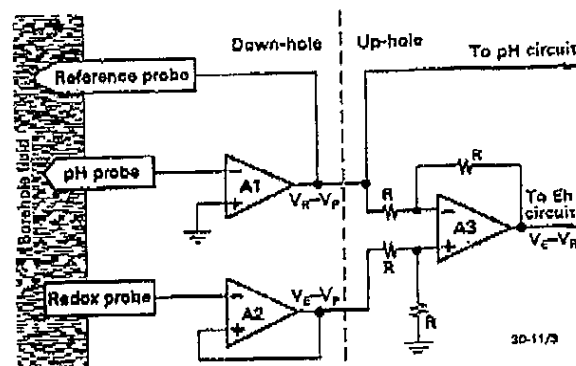 Down-hole
Up-hole
To pH circuit
Reference probe
Borehole fluid
pH probe
A1
V_R–V_P
R
R
A3
To Eh
circuit
V_E–V_R
R
R
Redox probe
A2
V_E–V_P
30-11/3